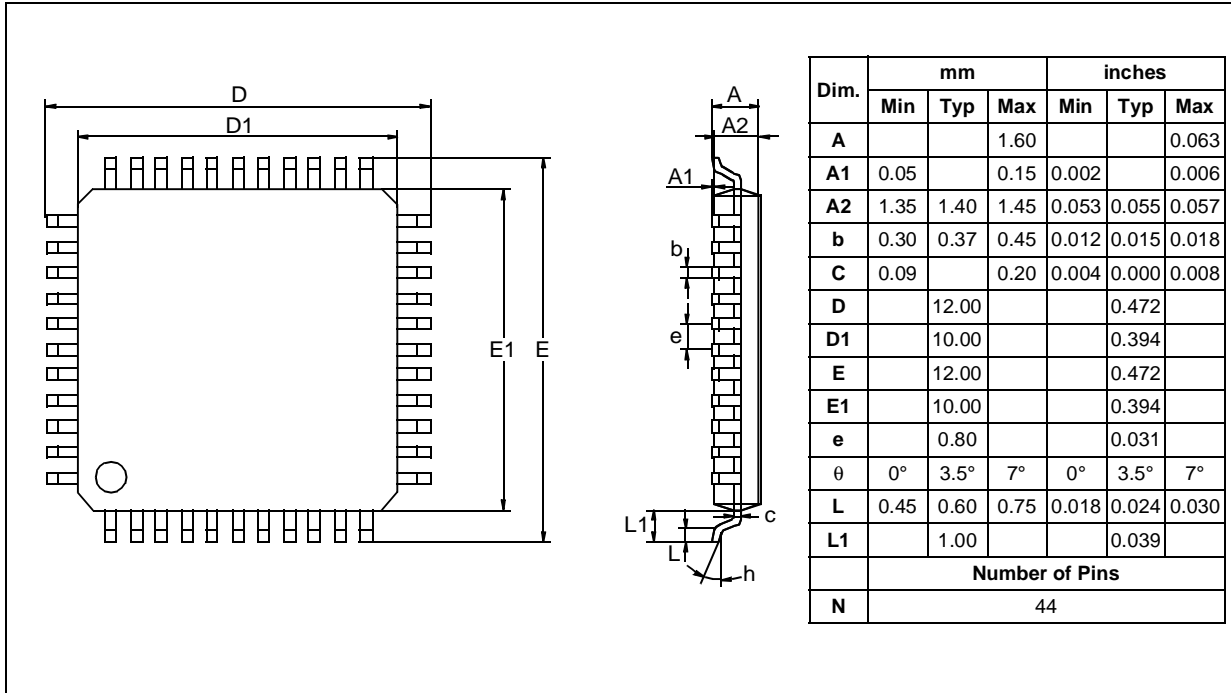 D
D1
E1
E
A
A2
A1
b
e
L1
L
c
h
Dim. mm inches
Min Typ Max Min Typ Max
A 1.60 0.063
A1 0.05 0.15 0.002 0.006
A2 1.35 1.40 1.45 0.053 0.055 0.057
b 0.30 0.37 0.45 0.012 0.015 0.018
C 0.09 0.20 0.004 0.000 0.008
D 12.00 0.472
D1 10.00 0.394
E 12.00 0.472
E1 10.00 0.394
e 0.80 0.031
θ 0° 3.5° 7° 0° 3.5° 7°
L 0.45 0.60 0.75 0.018 0.024 0.030
L1 1.00 0.039
Number of Pins
N 44